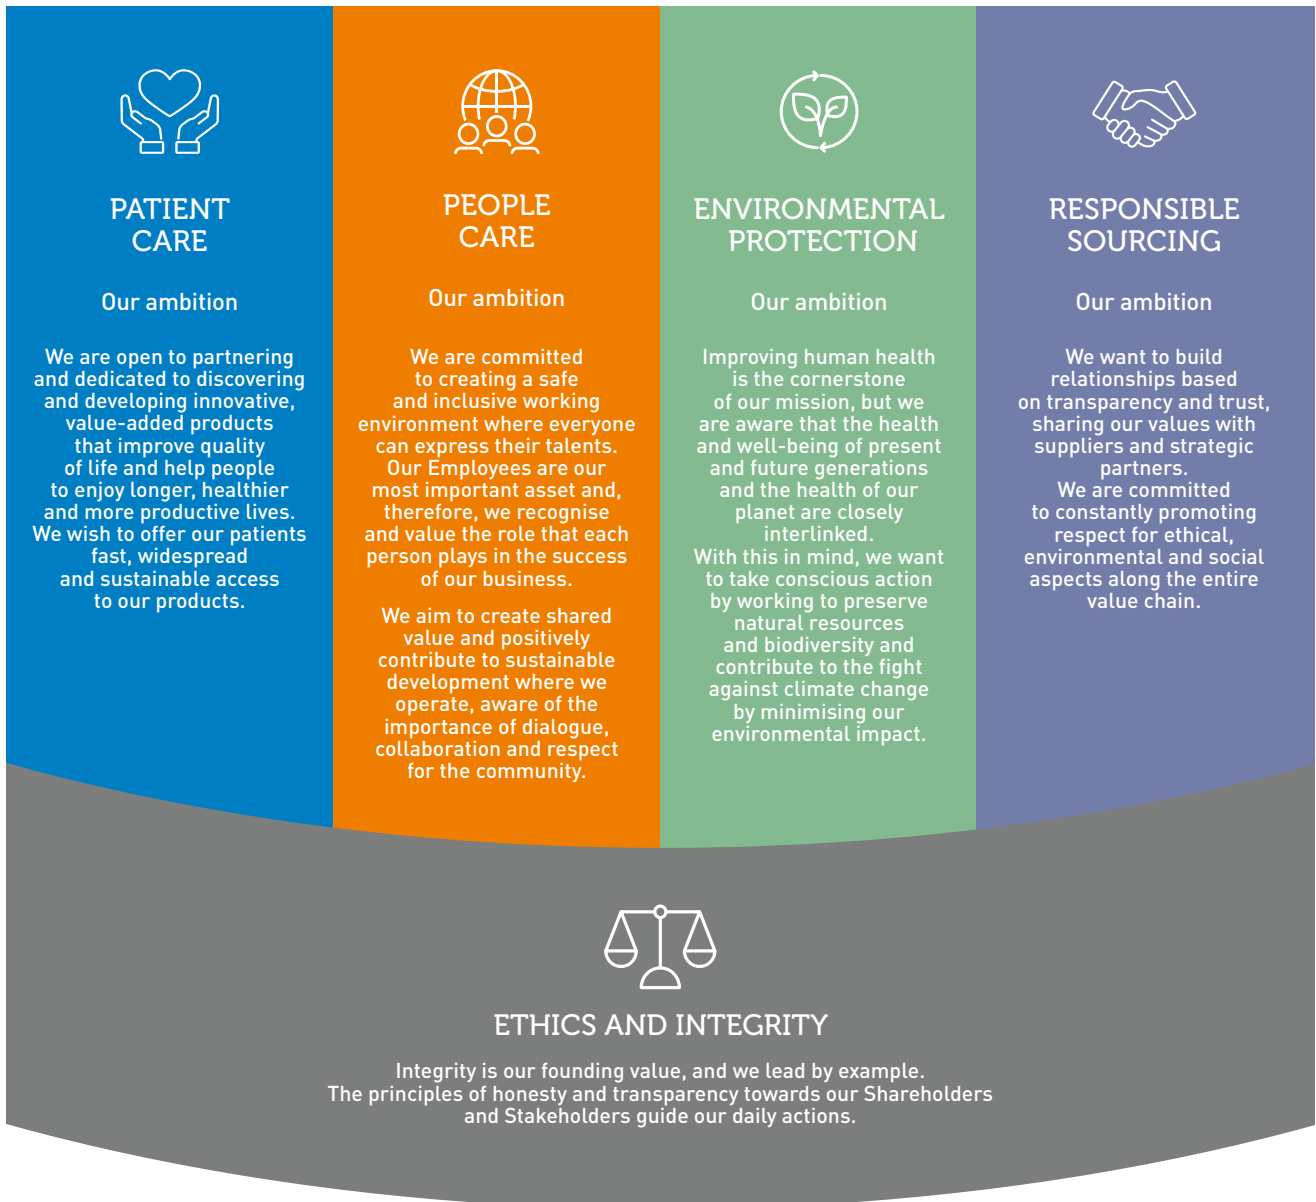 PATIENT
CARE
Our ambition
We are open to partnering
and dedicated to discovering
and developing innovative,
value-added products
that improve quality
of life and help people
to enjoy longer, healthier
and more productive lives.
We wish to offer our patients
fast, widespread
and sustainable access
to our products.
PEOPLE
CARE
Our ambition
We are committed
to creating a safe
and inclusive working
environment where everyone
can express their talents.
Our Employees are our
most important asset and,
therefore, we recognise
and value the role that each
person plays in the success
of our business.
We aim to create shared
value and positively
contribute to sustainable
development where we
operate, aware of the
importance of dialogue,
collaboration and respect
for the community.
ENVIRONMENTAL
PROTECTION
Our ambition
Improving human health
is the cornerstone
of our mission, but we
are aware that the health
and well-being of present
and future generations
and the health of our
planet are closely
interlinked.
With this in mind, we want
to take conscious action
by working to preserve
natural resources
and biodiversity and
contribute to the fight
against climate change
by minimising our
environmental impact.
RESPONSIBLE
SOURCING
Our ambition
We want to build
relationships based
on transparency and trust,
sharing our values with
suppliers and strategic
partners.
We are committed
to constantly promoting
respect for ethical,
environmental and social
aspects along the entire
value chain.
ETHICS AND INTEGRITY
Integrity is our founding value, and we lead by example.
The principles of honesty and transparency towards our Shareholders
and Stakeholders guide our daily actions.